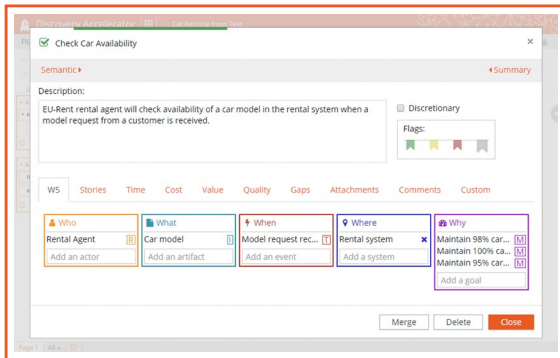 Discovery Accelerator
Car Rental from Text
Check Car Availability
×
Semantic
Summary
Description:
EU-Rent rental agent will check availability of a car model in the rental system when a
model request from a customer is received.
Discretionary
Flags:
W5 Stories Time Cost Value Quality Gaps Attachments Comments Custom
Who
Rental Agent R
Add an actor
What
Car model I
Add an artifact
When
Model request rec... T
Add an event
Where
Rental system ×
Add a system
Why
Maintain 98% car... M
Maintain 100% ca... M
Maintain 95% car... M
Add a goal
Merge Delete Close
Page 1 All